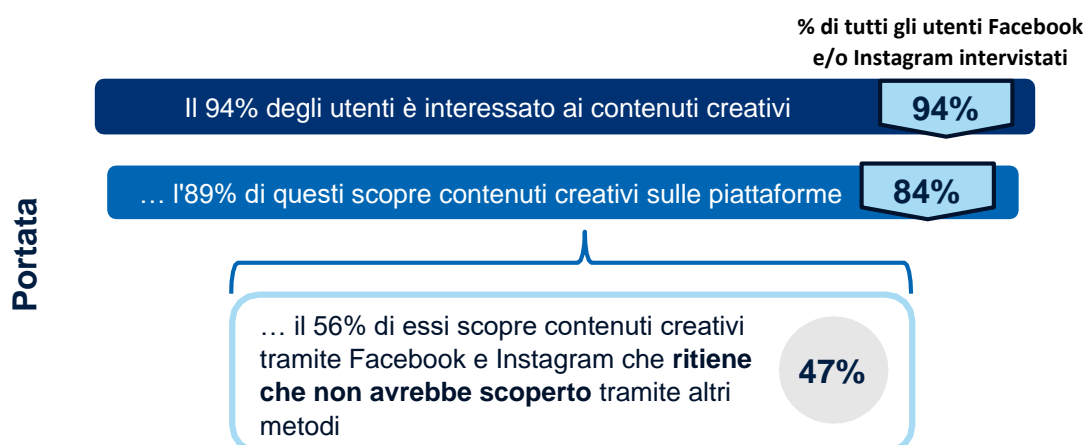 % di tutti gli utenti Facebook
e/o Instagram intervistati
Il 94% degli utenti è interessato ai contenuti creativi
94%
… l'89% di questi scopre contenuti creativi sulle piattaforme
84%
Portata
… il 56% di essi scopre contenuti creativi
tramite Facebook e Instagram che ritiene
che non avrebbe scoperto tramite altri
metodi
47%